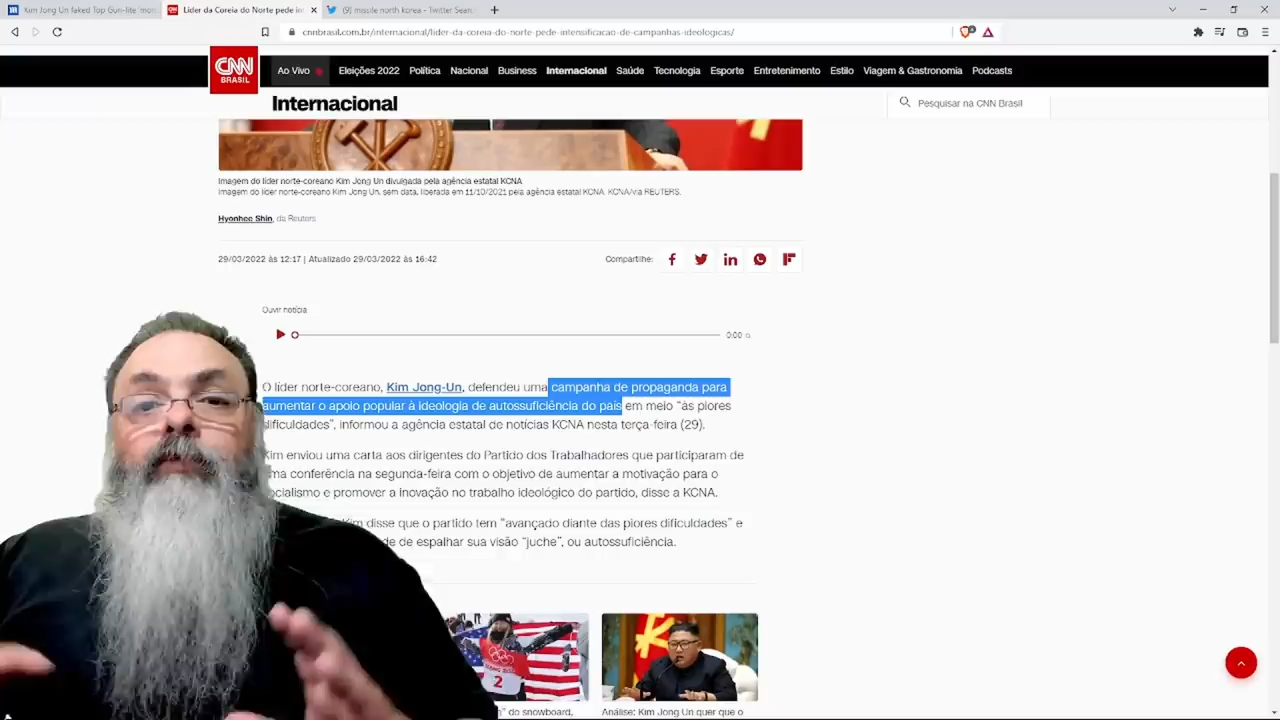 Kim Jong Un faked Top Gun-lite 'mon
Líder da Coreia do Norte pede int
(9) missile north korea - Twitter Sear
cnnbrasil.com.br/internacional/lider-da-coreia-do-norte-pede-intensificacao-de-campanhas-ideologicas/
CNN
BRASIL
Ao Vivo
Eleições 2022 Política Nacional Business Internacional Saúde Tecnologia Esporte Entretenimento Estilo Viagem & Gastronomia Podcasts
Internacional
Pesquisar na CNN Brasil
Imagem do líder norte-coreano Kim Jong Un divulgada pela agência estatal KCNA
Imagem do líder norte-coreano Kim Jong Un, sem data, liberada em 11/10/2021 pela agência estatal KCNA. KCNA/via REUTERS.
Hyonhee Shin, da Reuters
29/03/2022 às 12:17 | Atualizado 29/03/2022 às 16:42
Compartilhe:
Ouvir notícia
0:00
O líder norte-coreano, Kim Jong-Un, defendeu uma campanha de propaganda para
aumentar o apoio popular à ideologia de autossuficiência do país em meio “às piores
dificuldades”, informou a agência estatal de notícias KCNA nesta terça-feira (29).
Kim enviou uma carta aos dirigentes do Partido dos Trabalhadores que participaram de
ma conferência na segunda-feira com o objetivo de aumentar a motivação para o
ocialismo e promover a inovação no trabalho ideológico do partido, disse a KCNA.
Kim disse que o partido tem “avançado diante das piores dificuldades” e
de de espalhar sua visão “juche”, ou autossuficiência.
2
g” do snowboard,
Análise: Kim Jong Un quer que o